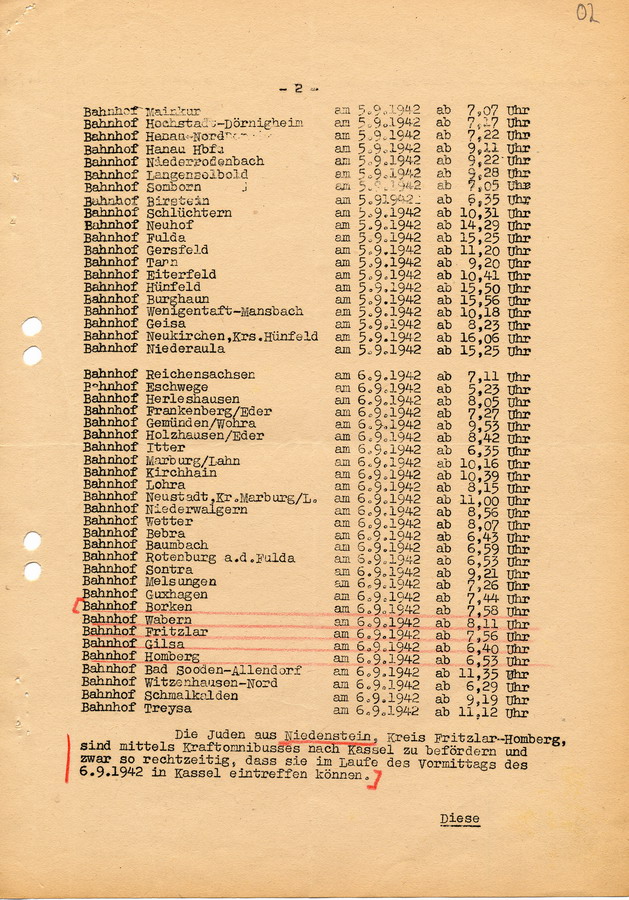 02
- 2 -
Bahnhof Mainkur am 5.9.1942 ab 7,07 Uhr
Bahnhof Hochstadt-Dörnigheim am 5.9.1942 ab 7,17 Uhr
Bahnhof Hanau-Nord am 5.9.1942 ab 7,22 Uhr
Bahnhof Hanau Hbf am 5.9.1942 ab 9,11 Uhr
Bahnhof Niederrodenbach am 5.9.1942 ab 9,22 Uhr
Bahnhof Langenselbold am 5.9.1942 ab 9,28 Uhr
Bahnhof Somborn am 5.9.1942 ab 7,05 Uhr
Bahnhof Birstein am 5.91942. ab 6,35 Uhr
Bahnhof Schlüchtern am 5.9.1942 ab 10,31 Uhr
Bahnhof Neuhof am 5.9.1942 ab 14,29 Uhr
Bahnhof Fulda am 5.9.1942 ab 15,25 Uhr
Bahnhof Gersfeld am 5.9.1942 ab 11,20 Uhr
Bahnhof Tann am 5.9.1942 ab 9,20 Uhr
Bahnhof Eiterfeld am 5.9.1942 ab 10,41 Uhr
Bahnhof Hünfeld am 5.9.1942 ab 15,50 Uhr
Bahnhof Burghaun am 5.9.1942 ab 15,56 Uhr
Bahnhof Wenigentaft-Mansbach am 5.9.1942 ab 10,18 Uhr
Bahnhof Geisa am 5.9.1942 ab 8,23 Uhr
Bahnhof Neukirchen,Krs.Hünfeld am 5.9.1942 ab 16,06 Uhr
Bahnhof Niederaula am 5.9.1942 ab 15,25 Uhr
Bahnhof Reichensachsen am 6.9.1942 ab 7,11 Uhr
Bahnhof Eschwege am 6.9.1942 ab 5,23 Uhr
Bahnhof Herleshausen am 6.9.1942 ab 8,05 Uhr
Bahnhof Frankenberg/Eder am 6.9.1942 ab 7,27 Uhr
Bahnhof Gemünden/Wohra am 6.9.1942 ab 9,53 Uhr
Bahnhof Holzhausen/Eder am 6.9.1942 ab 8,42 Uhr
Bahnhof Itter am 6.9.1942 ab 6,35 Uhr
Bahnhof Marburg/Lahn am 6.9.1942 ab 10,16 Uhr
Bahnhof Kirchhain am 6.9.1942 ab 10,39 Uhr
Bahnhof Lohra am 6.9.1942 ab 8,15 Uhr
Bahnhof Neustadt,Kr.Marburg/L. am 6.9.1942 ab 11,00 Uhr
Bahnhof Niederwalgern am 6.9.1942 ab 8,56 Uhr
Bahnhof Wetter am 6.9.1942 ab 8,07 Uhr
Bahnhof Bebra am 6.9.1942 ab 6,43 Uhr
Bahnhof Baumbach am 6.9.1942 ab 6,59 Uhr
Bahnhof Rotenburg a.d.Fulda am 6.9.1942 ab 6,53 Uhr
Bahnhof Sontra am 6.9.1942 ab 9,21 Uhr
Bahnhof Melsungen am 6.9.1942 ab 7,26 Uhr
Bahnhof Guxhagen am 6.9.1942 ab 7,44 Uhr
Bahnhof Borken am 6.9.1942 ab 7,58 Uhr
Bahnhof Wabern am 6.9.1942 ab 8,11 Uhr
Bahnhof Fritzlar am 6.9.1942 ab 7,56 Uhr
Bahnhof Gilsa am 6.9.1942 ab 6,40 Uhr
Bahnhof Homberg am 6.9.1942 ab 6,53 Uhr
Bahnhof Bad Sooden-Allendorf am 6.9.1942 ab 11,35 Uhr
Bahnhof Witzenhausen-Nord am 6.9.1942 ab 6,29 Uhr
Bahnhof Schmalkalden am 6.9.1942 ab 9,19 Uhr
Bahnhof Treysa am 6.9.1942 ab 11,12 Uhr
Die Juden aus Niedenstein, Kreis Fritzlar-Homberg,
sind mittels Kraftomnibusses nach Kassel zu befördern und
zwar so rechtzeitig, dass sie im Laufe des Vormittags des
6.9.1942 in Kassel eintreffen können.
Diese